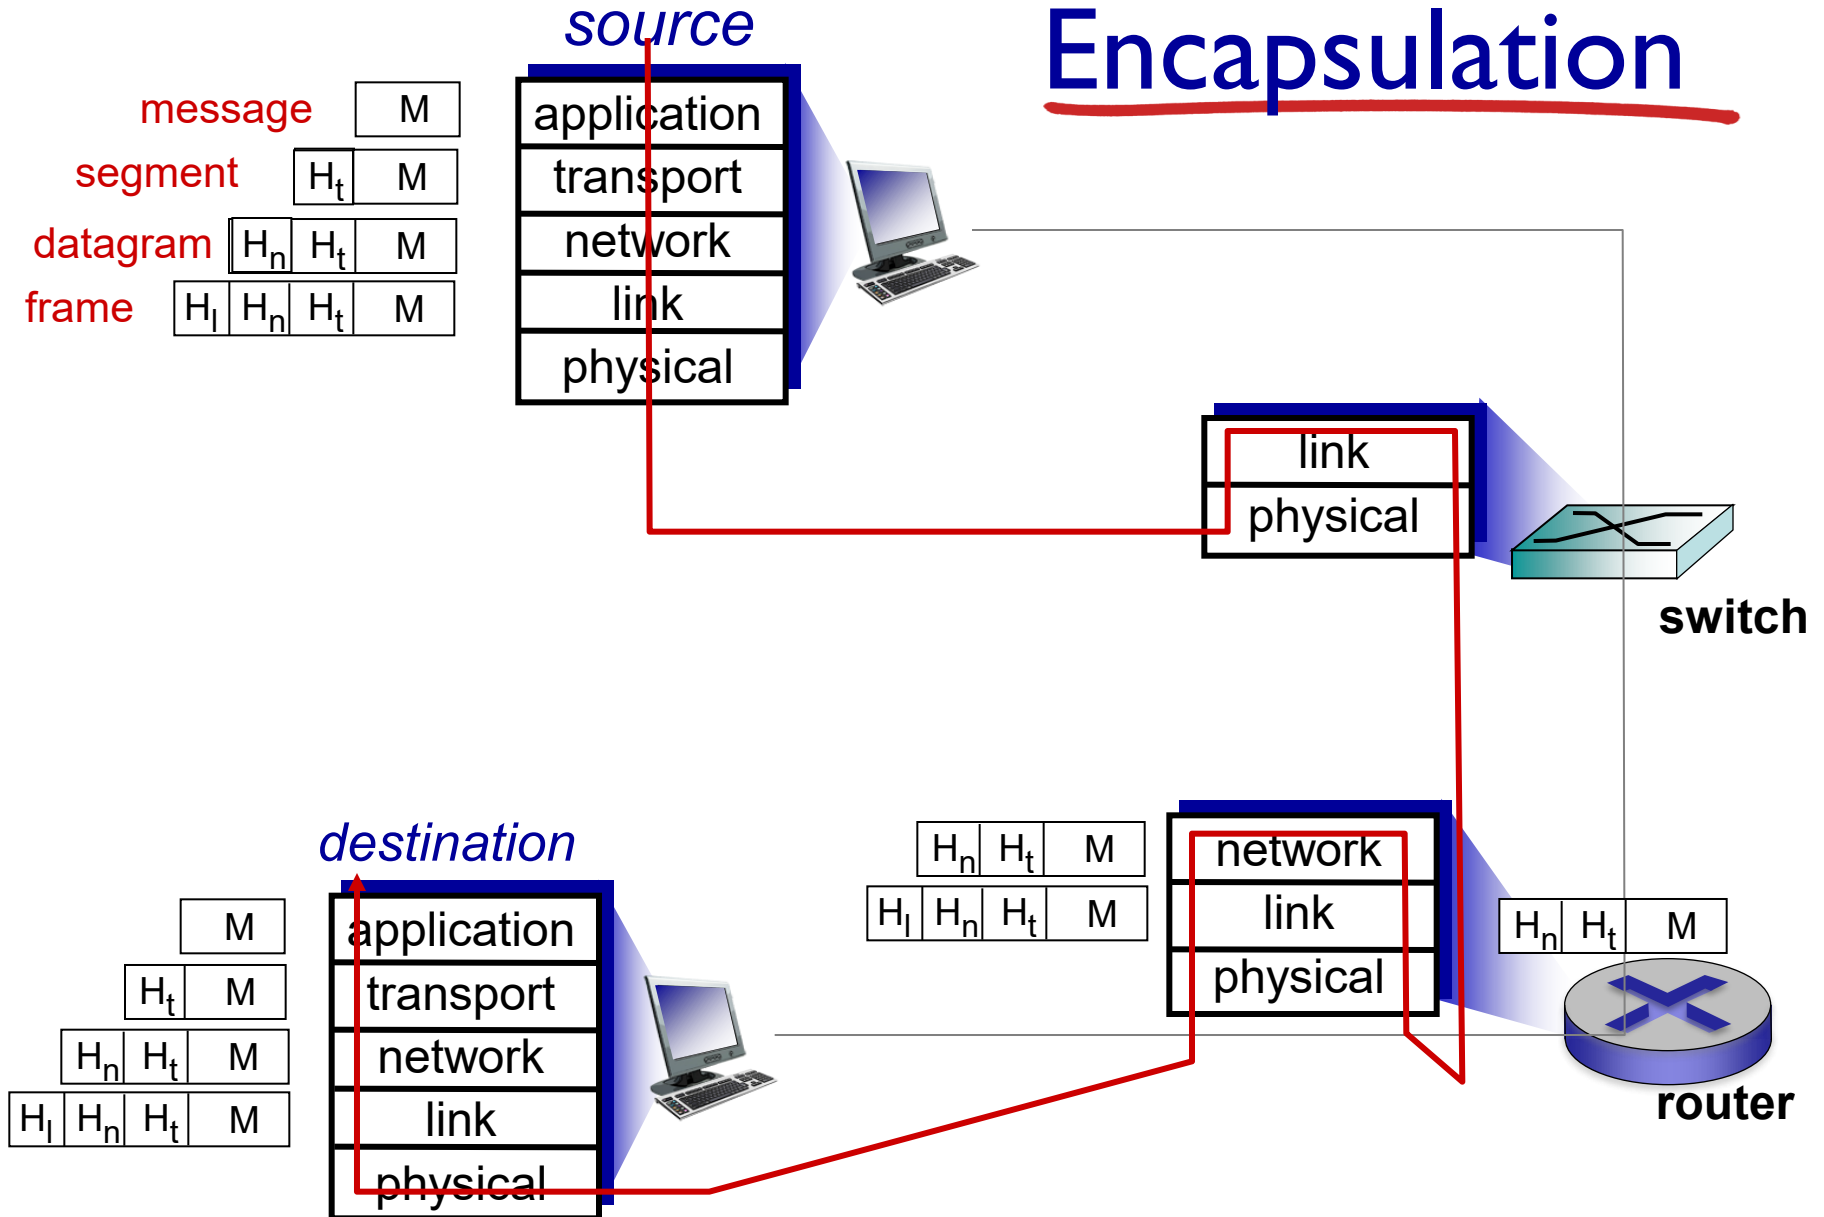 source
Encapsulation
message M
segment Ht M
datagram Hn Ht M
frame Hl Hn Ht M
application
transport
network
link
physical
link
physical
switch
destination
M
Ht M
Hn Ht M
Hl Hn Ht M
application
transport
network
link
physical
Hn Ht M
Hl Hn Ht M
network
link
physical
Hn Ht M
router